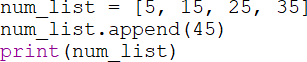 num_list = [5, 15, 25, 35]
num_list.append(45)
print(num_list)